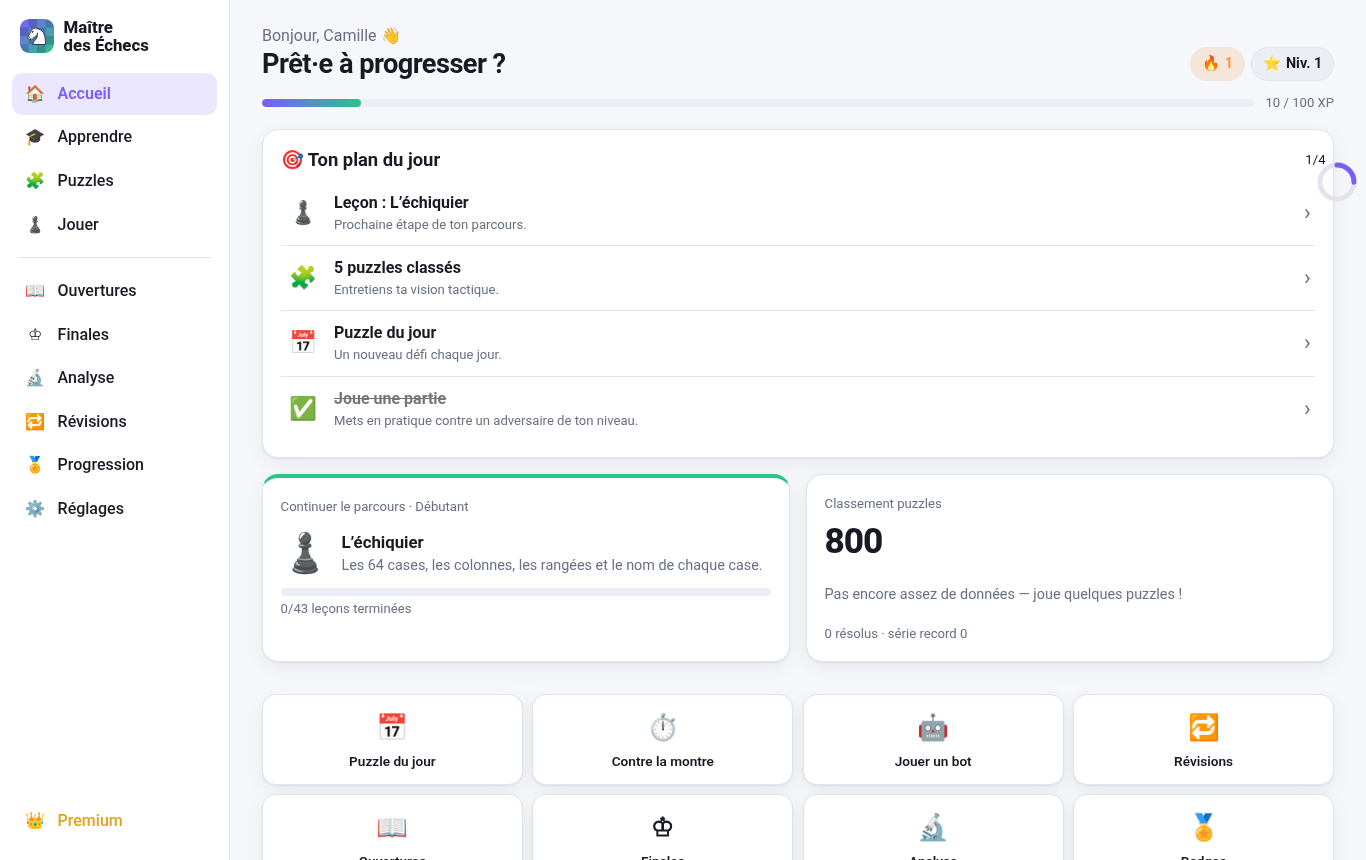 Maître
des Échecs
Accueil
Apprendre
Puzzles
Jouer
Ouvertures
Finales
Analyse
Révisions
Progression
Réglages
Premium
Bonjour, Camille 👋
Prêt·e à progresser ?
🔥 1
⭐ Niv. 1
10 / 100 XP
🎯 Ton plan du jour
1/4
Leçon : L’échiquier
Prochaine étape de ton parcours.
5 puzzles classés
Entretiens ta vision tactique.
Puzzle du jour
Un nouveau défi chaque jour.
Joue une partie
Mets en pratique contre un adversaire de ton niveau.
Continuer le parcours · Débutant
L’échiquier
Les 64 cases, les colonnes, les rangées et le nom de chaque case.
0/43 leçons terminées
Classement puzzles
800
Pas encore assez de données — joue quelques puzzles !
0 résolus · série record 0
Puzzle du jour
Contre la montre
Jouer un bot
Révisions
Ouvertures
Finales
Analyse
Badges